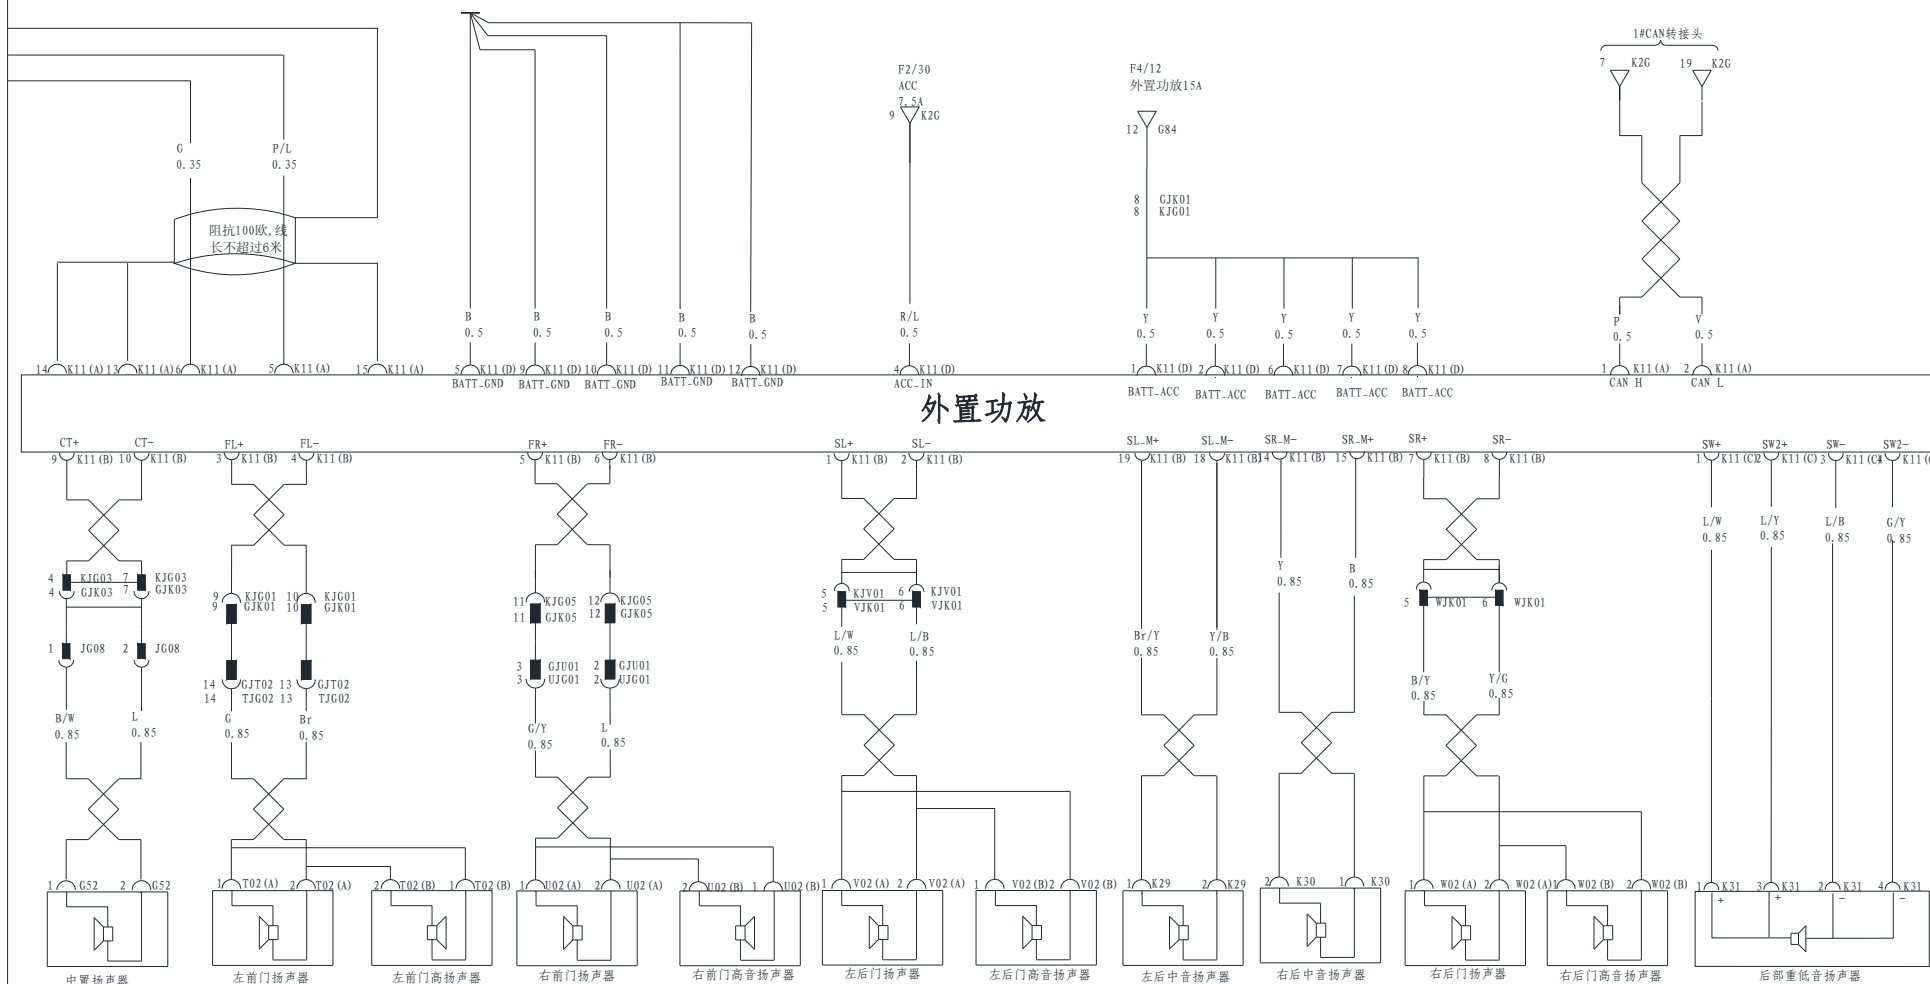 1#CAN转接头
7 K2G 19 K2G
F2/30
ACC
7.5A
9 K2G
F4/12
外置功放15A
12 G84
G
0.35
P/L
0.35
8 GJK01
8 KJG01
阻抗100欧,线
长不超过6米
B
0.5
B
0.5
B
0.5
B
0.5
B
0.5
R/L
0.5
Y
0.5
Y
0.5
Y
0.5
Y
0.5
Y
0.5
P
0.5
V
0.5
14 K11(A) 13 K11(A) 6 K11(A) 5 K11(A) 15 K11(A) 5 K11(D) 9 K11(D) 10 K11(D) 11 K11(D) 12 K11(D) 4 K11(D) 1 K11(D) 2 K11(D) 6 K11(D) 7 K11(D) 8 K11(D) 1 K11(A) 2 K11(A)
BATT_GND BATT_GND BATT_GND BATT_GND BATT_GND ACC_IN BATT_ACC BATT_ACC BATT_ACC BATT_ACC BATT_ACC CAN H CAN L
外置功放
CT+ CT- FL+ FL- FR+ FR- SL+ SL- SL_M+ SL_M- SR_M- SR_M+ SR+ SR- SW+ SW2+ SW- SW2-
9 K11(B) 10 K11(B) 3 K11(B) 4 K11(B) 5 K11(B) 6 K11(B) 1 K11(B) 2 K11(B) 19 K11(B) 18 K11(B) 14 K11(B) 15 K11(B) 7 K11(B) 8 K11(B) 1 K11(C) 2 K11(C) 3 K11(C) 4 K11(
L/W
0.85
L/Y
0.85
L/B
0.85
G/Y
0.85
Y
0.85
B
0.85
4 KJG03 7 KJG03
4 GJK03 7 GJK03
9 KJG01 10 KJG01
9 GJK01 10 GJK01
11 KJG05 12 KJG05
11 GJK05 12 GJK05
5 KJV01 6 KJV01
5 VJK01 6 VJK01
5 WJK01 6 WJK01
1 JG08 2 JG08
14 GJT02 13 GJT02
14 TJG02 13 TJG02
3 GJU01 2 GJU01
3 UJG01 2 UJG01
L/W
0.85
L/B
0.85
Br/Y
0.85
Y/B
0.85
B/Y
0.85
Y/G
0.85
B/W
0.85
L
0.85
G
0.85
Br
0.85
G/Y
0.85
L
0.85
1 G52 2 G52 1 T02(A) 2 T02(A) 2 T02(B) 1 T02(B) 1 U02(A) 2 U02(A) 2 U02(B) 1 U02(B) 1 V02(A) 2 V02(A) 1 V02(B) 2 V02(B) 1 K29 2 K29 2 K30 1 K30 1 W02(A) 2 W02(A) 1 W02(B) 2 W02(B) 1 K31 3 K31 2 K31 4 K31
+ + - -
中置扬声器 左前门扬声器 左前门高扬声器 右前门扬声器 右前门高音扬声器 左后门扬声器 左后门高音扬声器 左后中音扬声器 右后中音扬声器 右后门扬声器 右后门高音扬声器 后部重低音扬声器